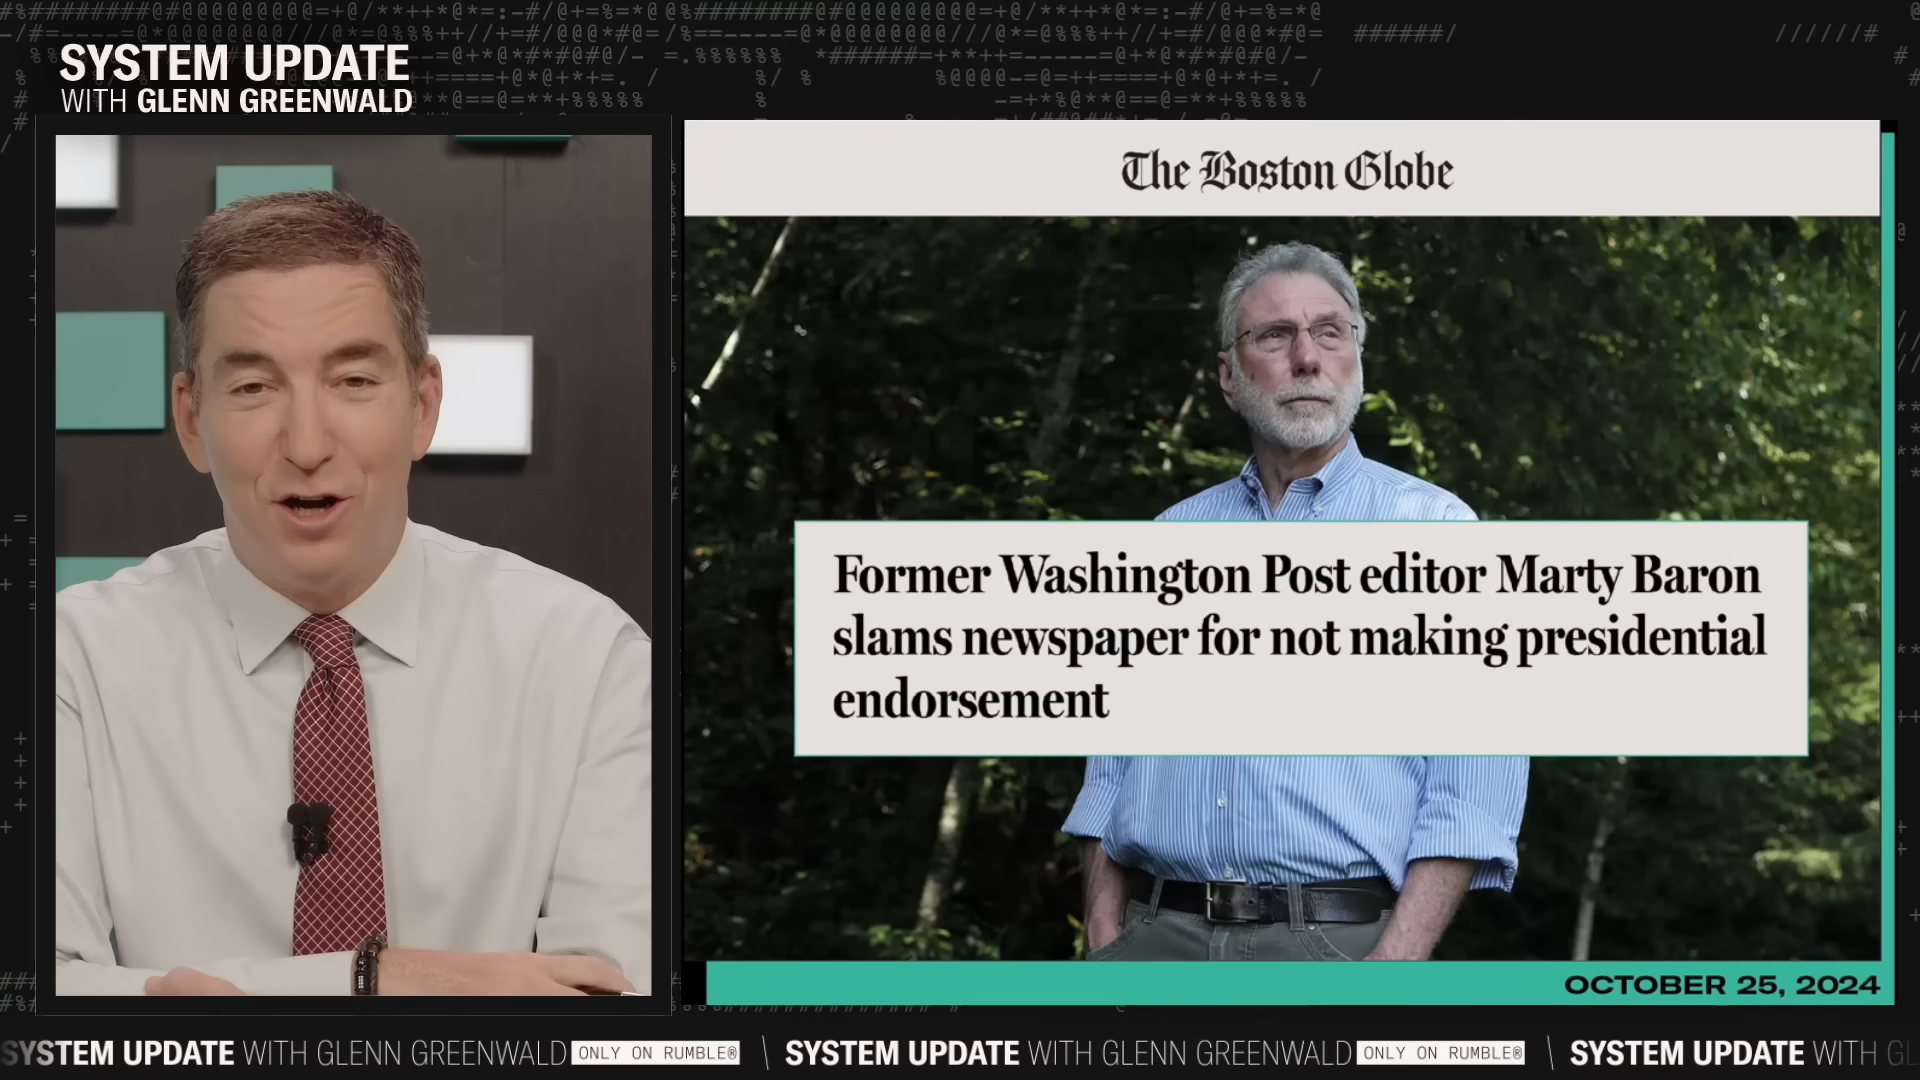 SYSTEM UPDATE
WITH GLENN GREENWALD
The Boston Globe
Former Washington Post editor Marty Baron
slams newspaper for not making presidential
endorsement
OCTOBER 25, 2024
SYSTEM UPDATE WITH GLENN GREENWALD ONLY ON RUMBLE® \ SYSTEM UPDATE WITH GLENN GREENWALD ONLY ON RUMBLE® \ SYSTEM UPDATE WITH